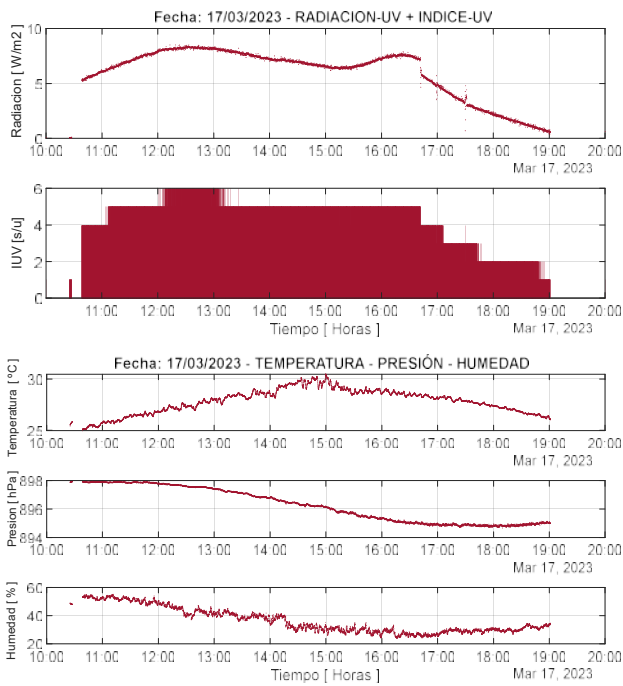 Fecha: 17/03/2023 - RADIACION-UV + INDICE-UV
Radiacion [ W/m2]
10
5
0
10:00 11:00 12:00 13:00 14:00 15:00 16:00 17:00 18:00 19:00 20:00
Mar 17, 2023
IUV [s/u]
6
4
2
0
10:00 11:00 12:00 13:00 14:00 15:00 16:00 17:00 18:00 19:00 20:00
Tiempo [ Horas ]
Mar 17, 2023
Fecha: 17/03/2023 - TEMPERATURA - PRESIÓN - HUMEDAD
Temperatura [ ºC]
30
25
10:00 11:00 12:00 13:00 14:00 15:00 16:00 17:00 18:00 19:00 20:00
Mar 17, 2023
Presion [ hPa]
898
896
894
10:00 11:00 12:00 13:00 14:00 15:00 16:00 17:00 18:00 19:00 20:00
Mar 17, 2023
Humedad [ %]
60
40
20
10:00 11:00 12:00 13:00 14:00 15:00 16:00 17:00 18:00 19:00 20:00
Tiempo [ Horas ]
Mar 17, 2023